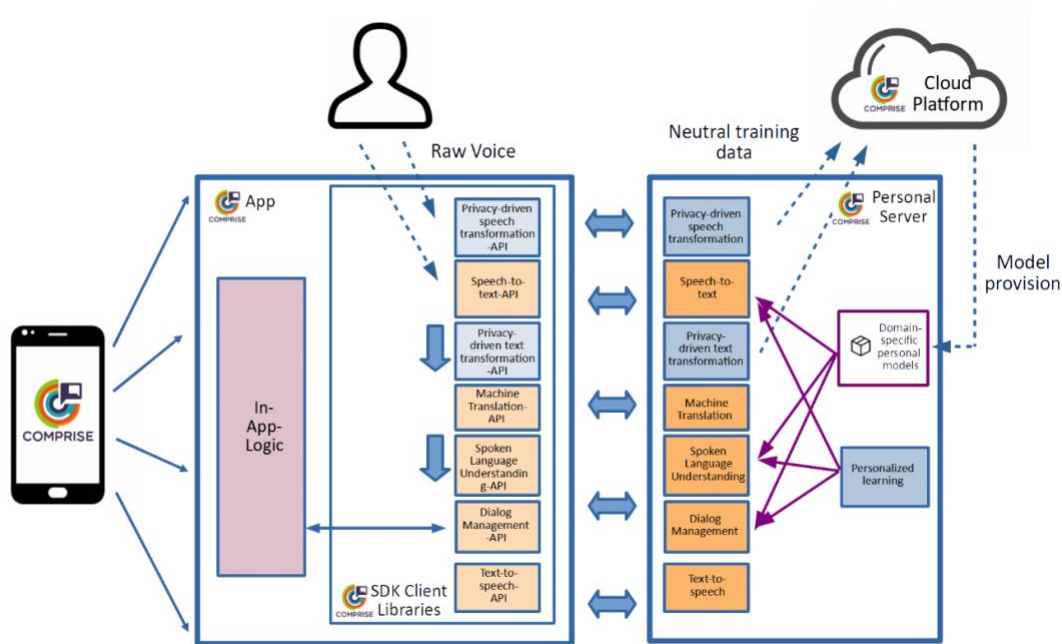 Cloud
Platform
COMPRISE
Neutral training
data
Raw Voice
App
COMPRISE
Privacy-driven
speech
transformation
-API
Speech-to-
text-API
Privacy-
driven text
transformation
-API
Machine
Translation-
API
Spoken
Language
Understandin
g-API
Dialog
Management
-API
Text-to-
speech-
API
In-
App-
Logic
SDK Client
Libraries
COMPRISE
COMPRISE
Personal
Server
COMPRISE
Privacy-driven
speech
transformation
Speech-to-
text
Privacy-
driven text
transformation
Machine
Translation
Spoken
Language
Understanding
Dialog
Management
Text-to-
speech
Domain-
specific
personal
models
Personalized
learning
Model
provision